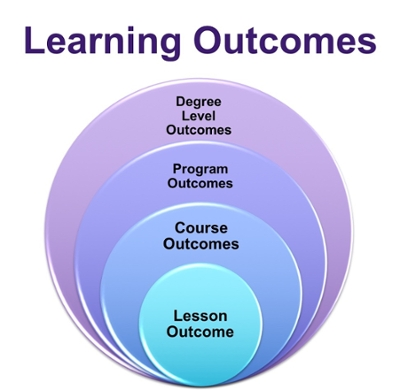 Learning Outcomes
Degree
Level
Outcomes
Program
Outcomes
Course
Outcomes
Lesson
Outcome